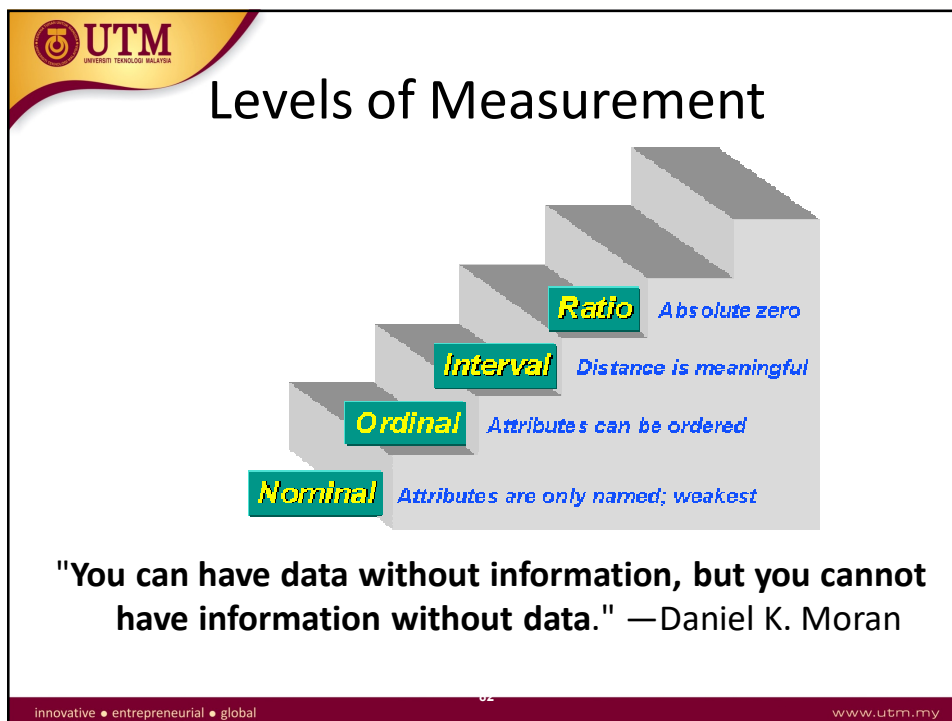 UTM
UNIVERSITI TEKNOLOGI MALAYSIA
Levels of Measurement
Ratio Absolute zero
Interval Distance is meaningful
Ordinal Attributes can be ordered
Nominal Attributes are only named; weakest
"You can have data without information, but you cannot
have information without data." —Daniel K. Moran
innovative ● entrepreneurial ● global
www.utm.my